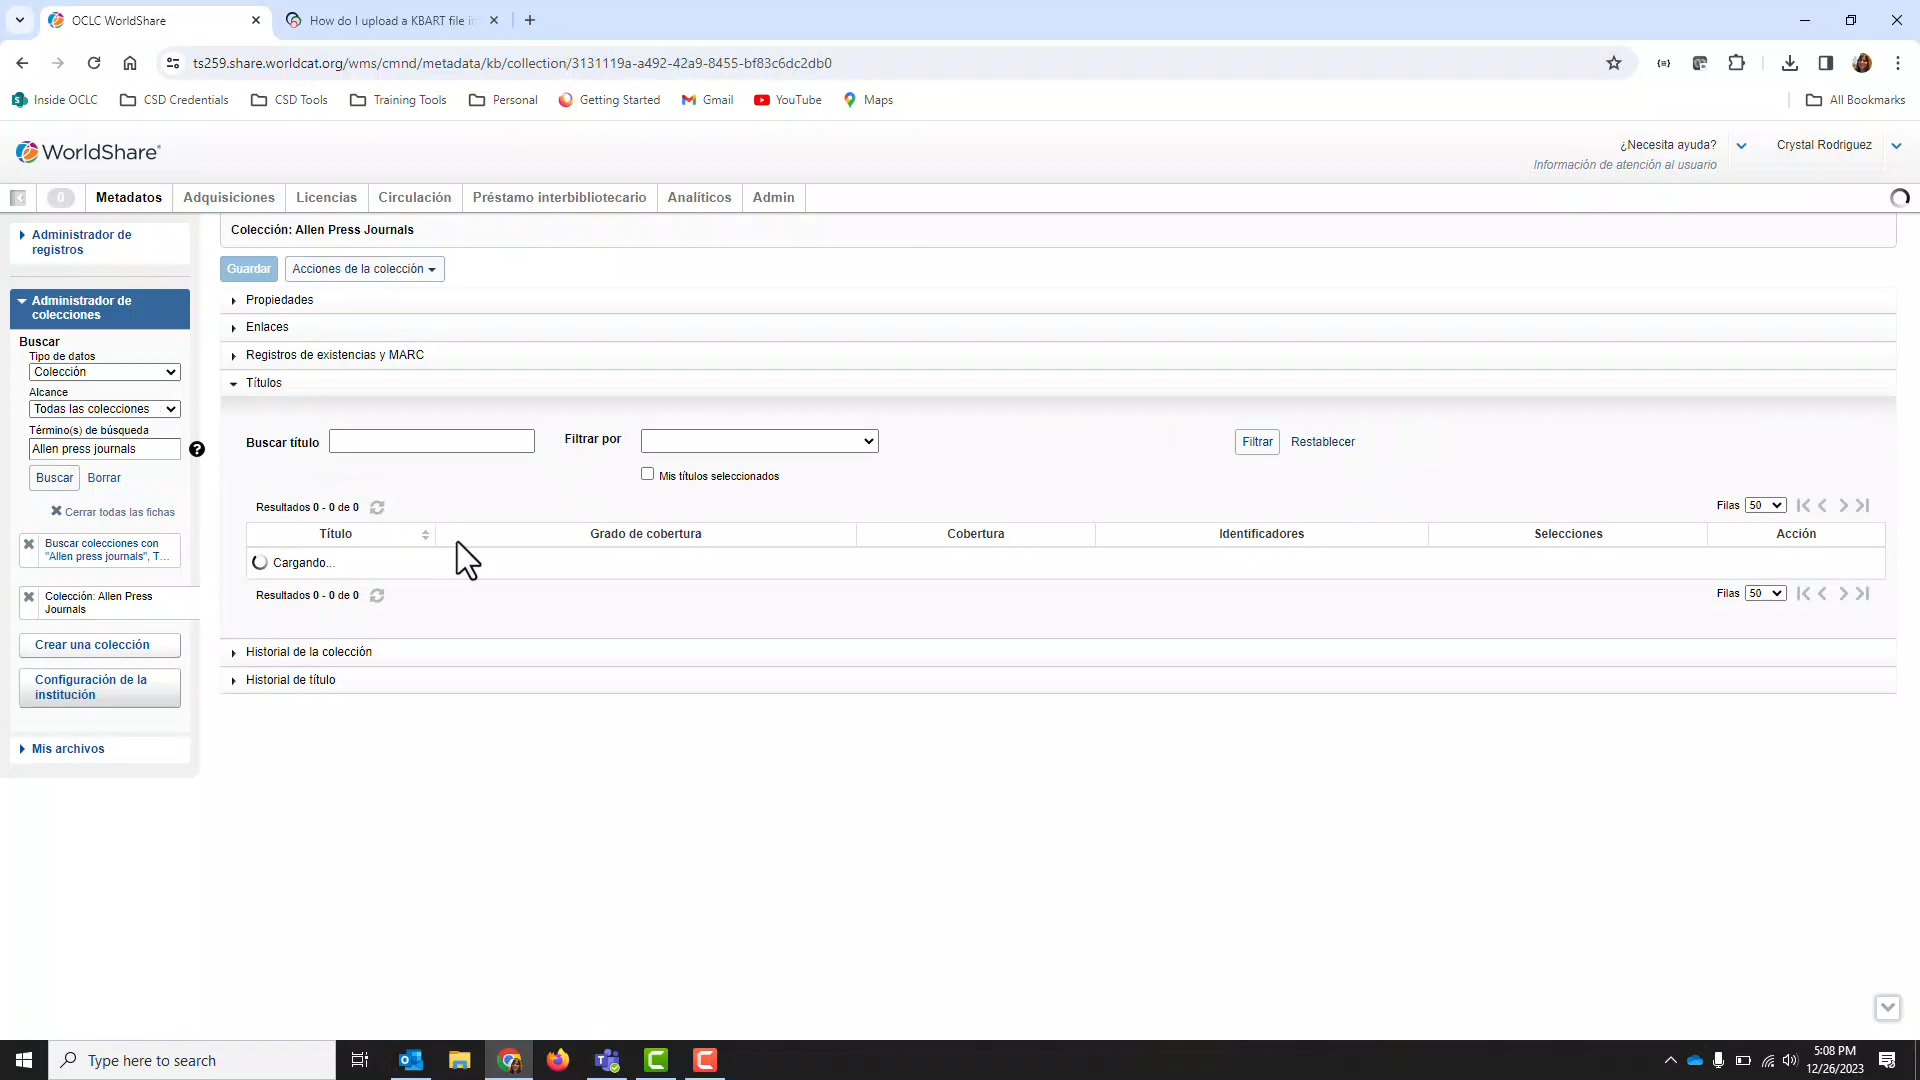 OCLC WorldShare
How do I upload a KBART file in
ts259.share.worldcat.org/wms/cmnd/metadata/kb/collection/3131119a-a492-42a9-8455-bf83c6dc2db0
Inside OCLC
CSD Credentials
CSD Tools
Training Tools
Personal
Getting Started
Gmail
YouTube
Maps
All Bookmarks
WorldShare®
¿Necesita ayuda?
Información de atención al usuario
Crystal Rodriguez
0
Metadatos
Adquisiciones
Licencias
Circulación
Préstamo interbibliotecario
Analíticos
Admin
Administrador de
registros
Administrador de
colecciones
Buscar
Tipo de datos
Colección
Alcance
Todas las colecciones
Término(s) de búsqueda
Allen press journals
Buscar
Borrar
Cerrar todas las fichas
Buscar colecciones con
"Allen press journals", T...
Colección: Allen Press
Journals
Crear una colección
Configuración de la
institución
Mis archivos
Colección: Allen Press Journals
Guardar
Acciones de la colección
Propiedades
Enlaces
Registros de existencias y MARC
Títulos
Buscar título
Filtrar por
Filtrar
Restablecer
Mis títulos seleccionados
Resultados 0 - 0 de 0
Filas 50
Título
Grado de cobertura
Cobertura
Identificadores
Selecciones
Acción
Cargando...
Resultados 0 - 0 de 0
Filas 50
Historial de la colección
Historial de título
Type here to search
5:08 PM
12/26/2023